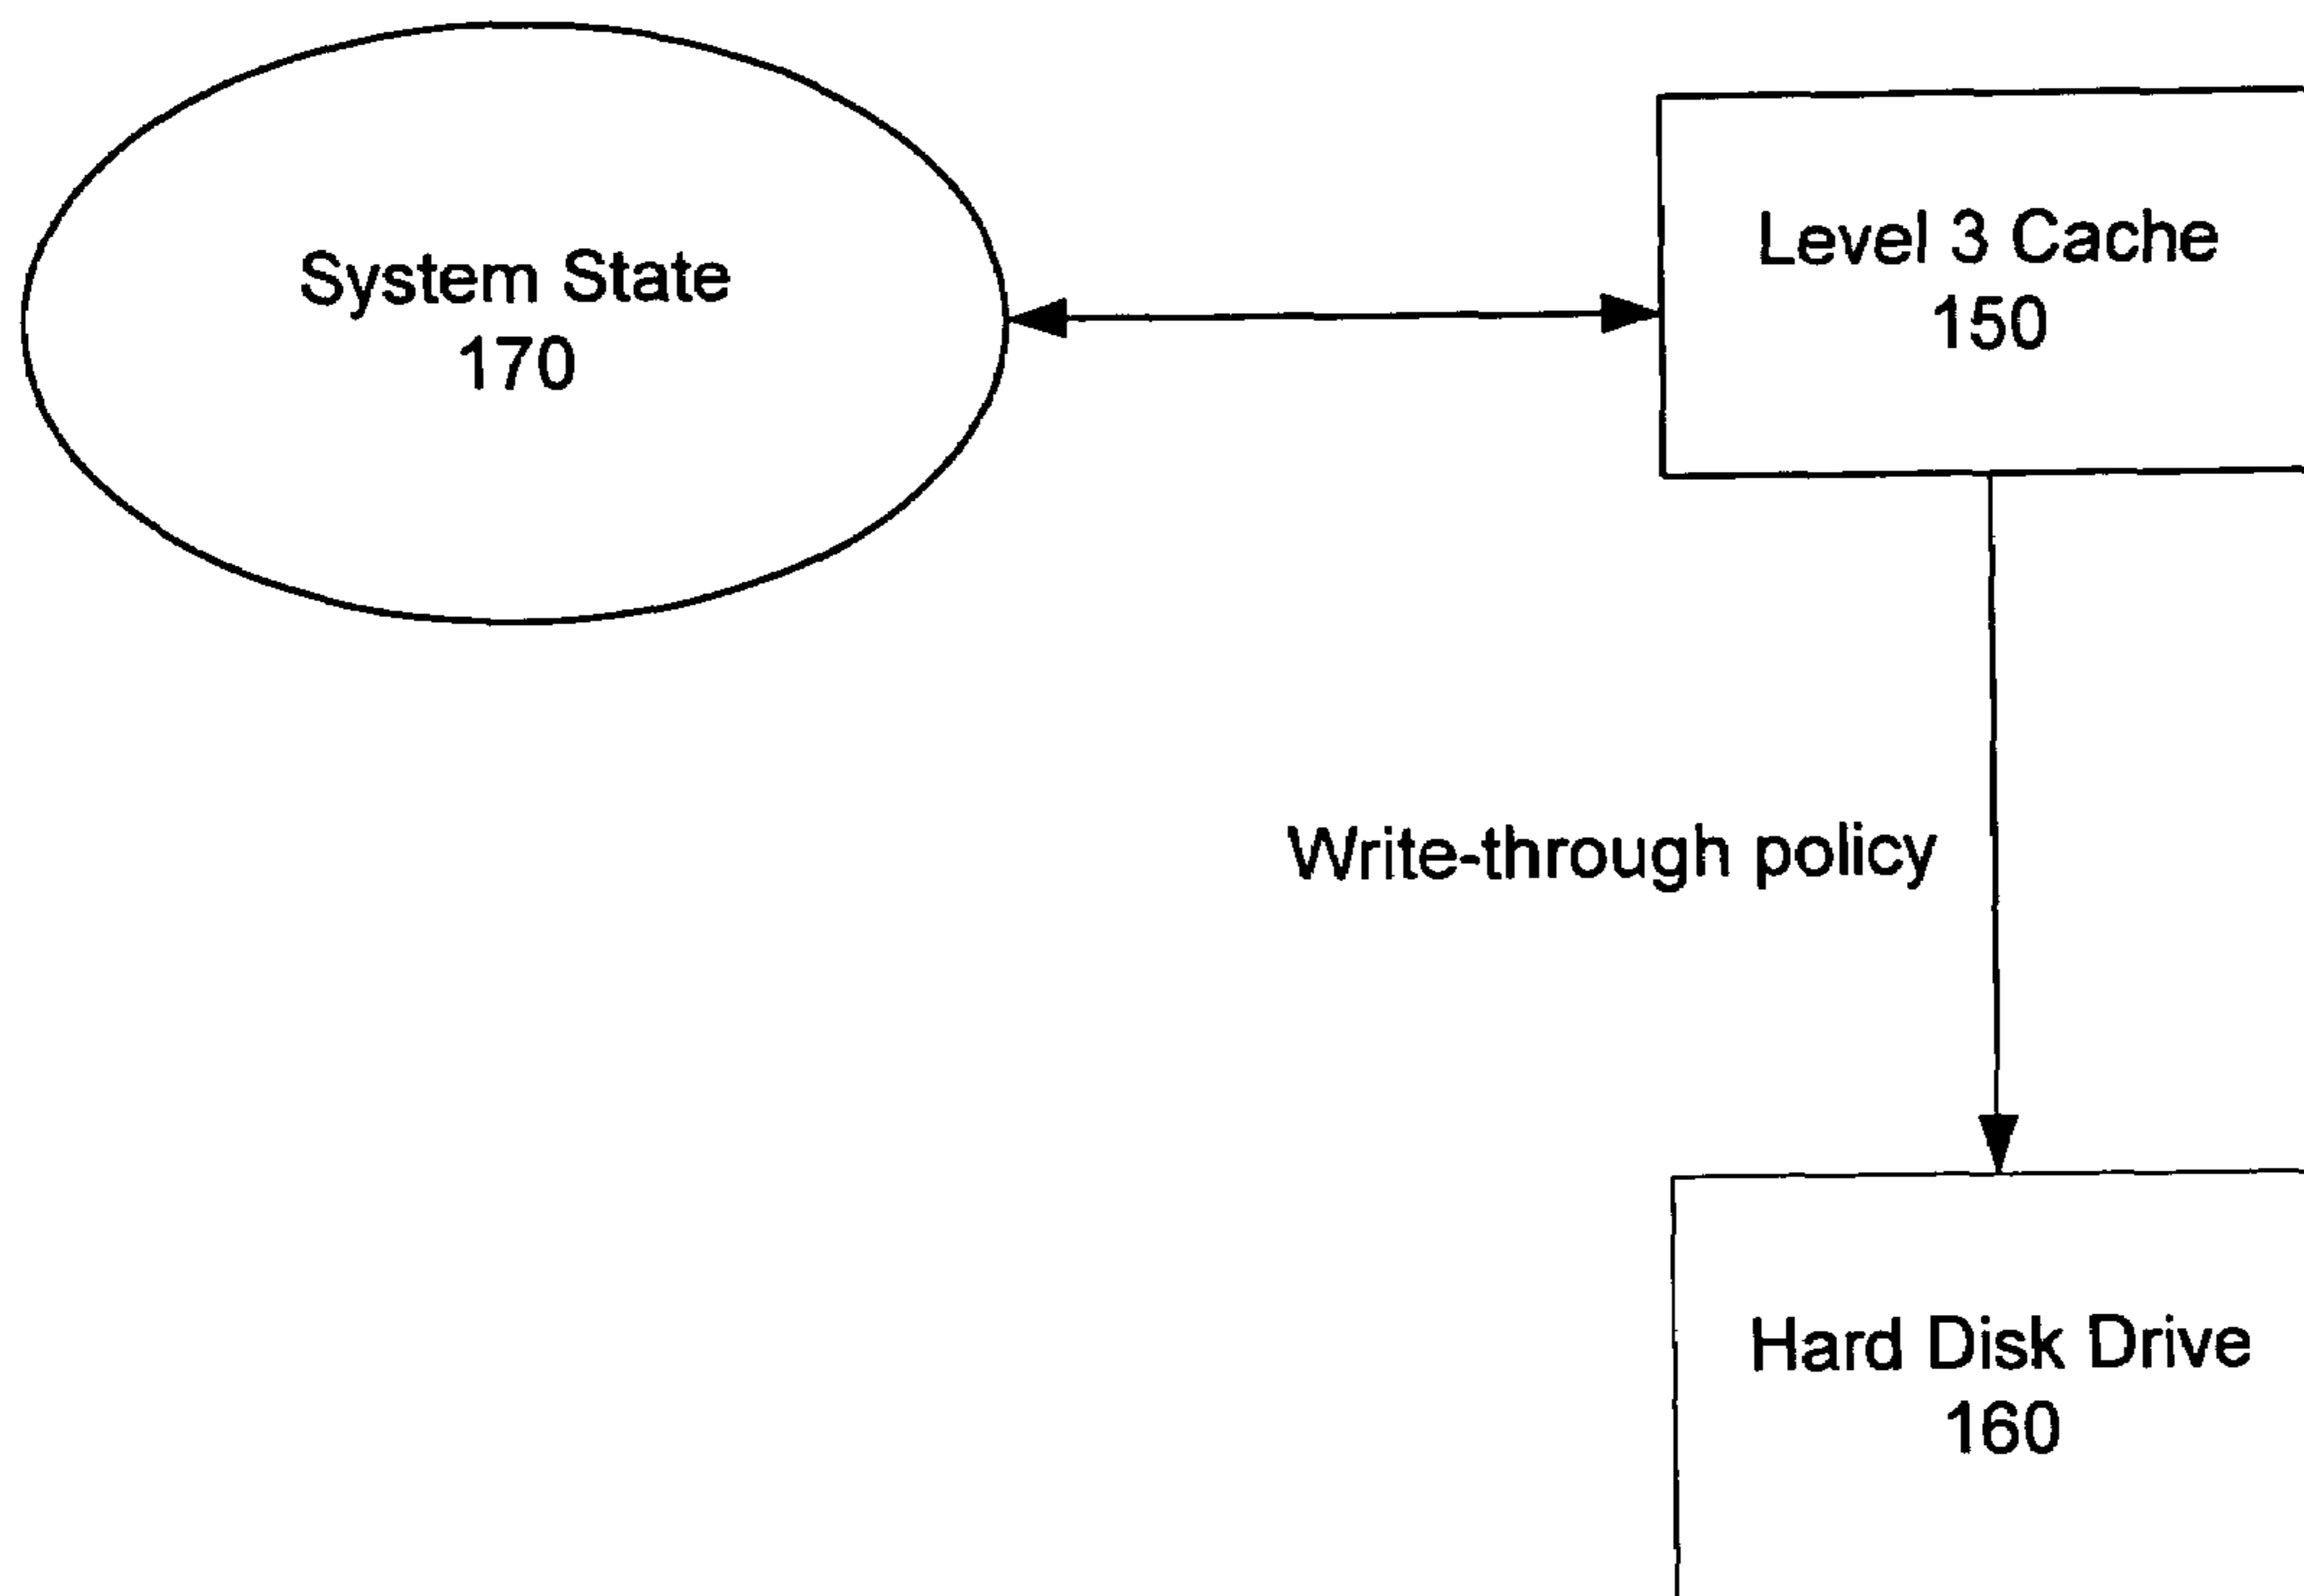 System State
170
Level 3 Cache
150
Write-through policy
Hard Disk Drive
160